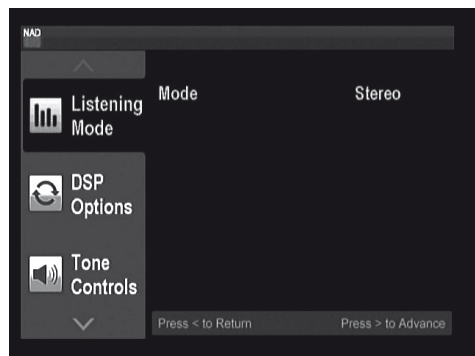 NAD
Listening
Mode
Mode Stereo
DSP
Options
Tone
Controls
Press < to Return Press > to Advance